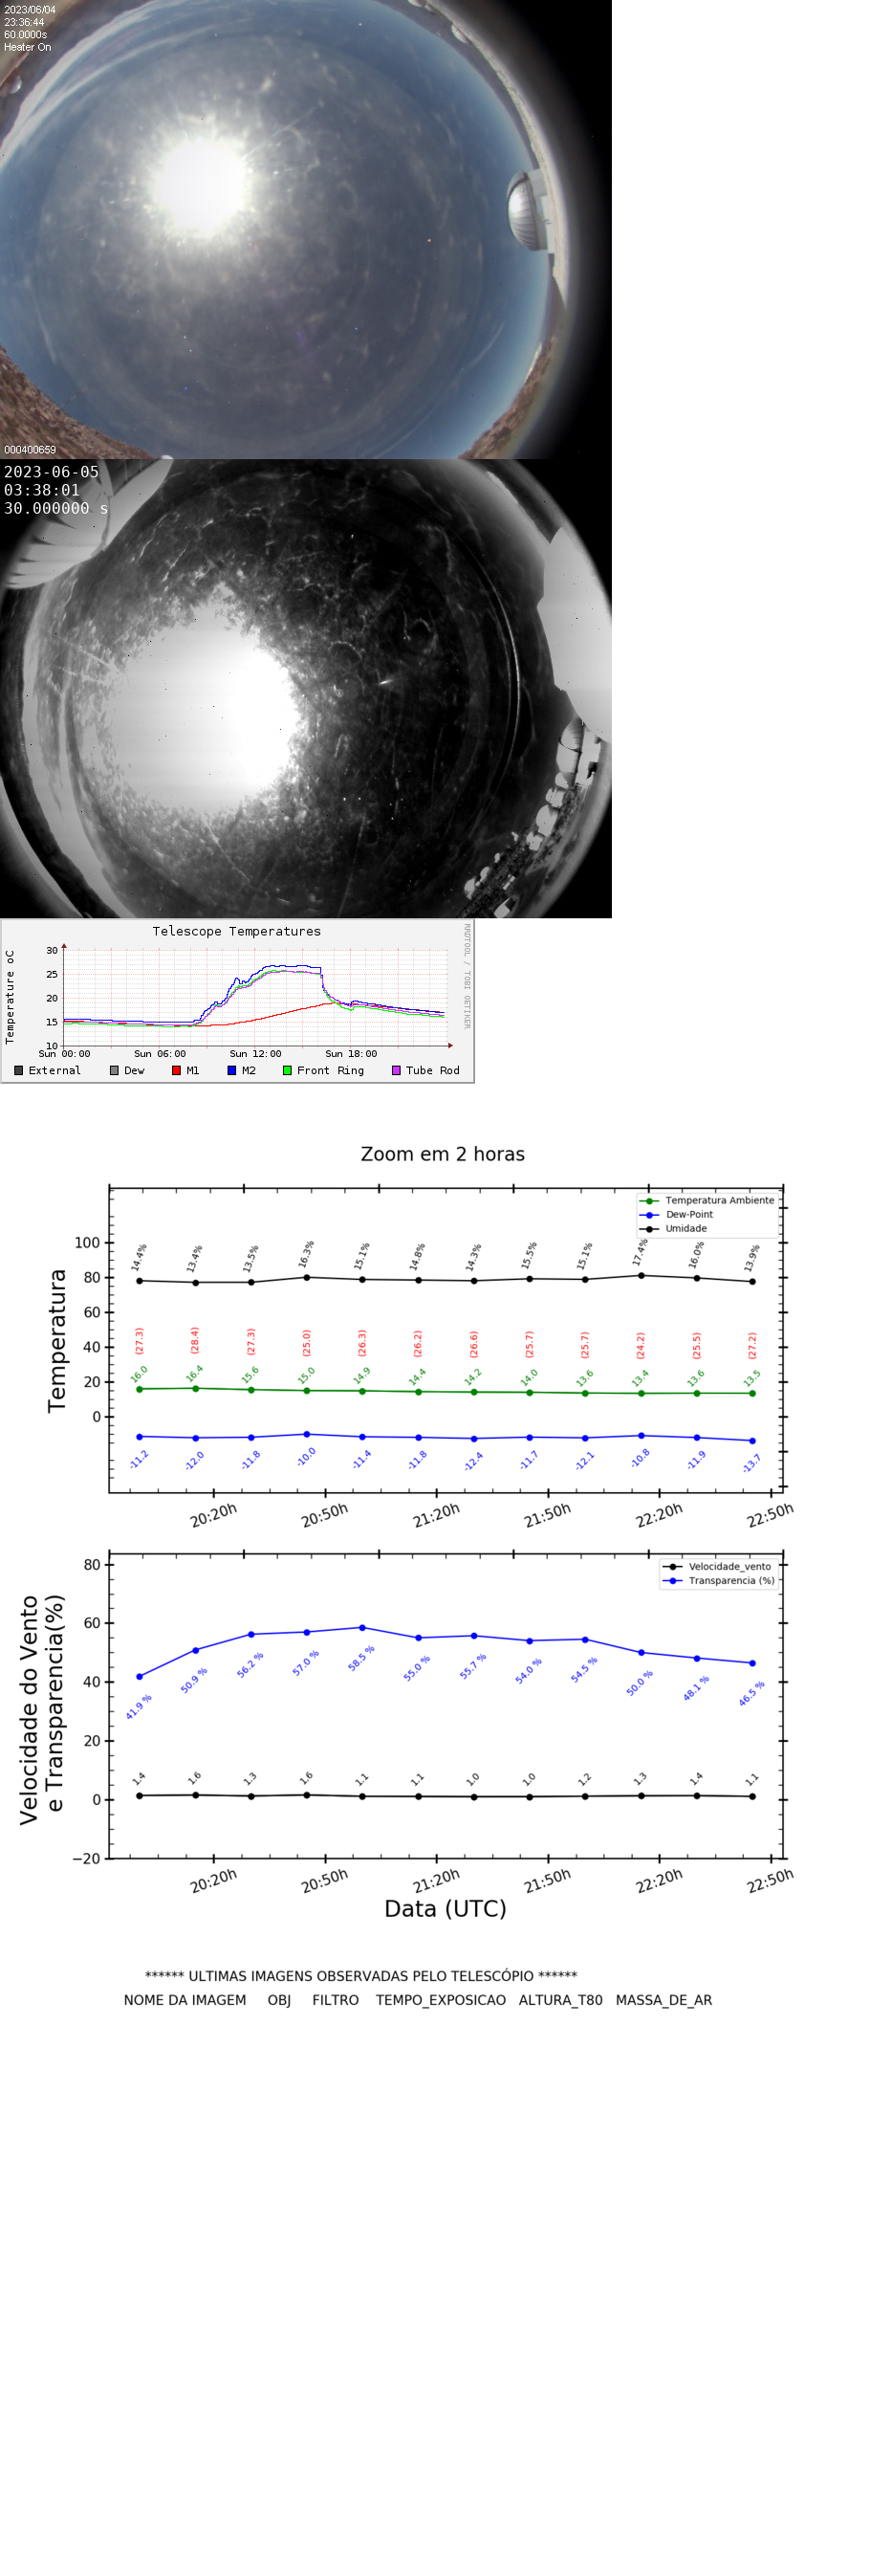 2023/06/04
23:36:44
60.0000s
Heater On
000400659
2023-06-05
03:38:01
30.000000 s
Telescope Temperatures
RRDTOOL / TOBI OETIKER
Temperature oC
30
25
20
15
10
Sun 00:00 Sun 06:00 Sun 12:00 Sun 18:00
External Dew M1 M2 Front Ring Tube Rod
Zoom em 2 horas
Temperatura Ambiente
Dew-Point
Umidade
Temperatura
100
80
60
40
20
0
14.4% 13.4% 13.5% 16.3% 15.1% 14.8% 14.3% 15.5% 15.1% 17.4% 16.0% 13.9%
(27.3) (28.4) (27.3) (25.0) (26.3) (26.2) (26.6) (25.7) (25.7) (24.2) (25.5) (27.2)
16.0 16.4 15.6 15.0 14.9 14.4 14.2 14.0 13.6 13.4 13.6 13.5
-11.2 -12.0 -11.8 -10.0 -11.4 -11.8 -12.4 -11.7 -12.1 -10.8 -11.9 -13.7
20:20h 20:50h 21:20h 21:50h 22:20h 22:50h
Velocidade_vento
Transparencia (%)
Velocidade do Vento
e Transparencia(%)
80
60
40
20
0
−20
41.9 % 50.9 % 56.2 % 57.0 % 58.5 % 55.0 % 55.7 % 54.0 % 54.5 % 50.0 % 48.1 % 46.5 %
1.4 1.6 1.3 1.6 1.1 1.1 1.0 1.0 1.2 1.3 1.4 1.1
20:20h 20:50h 21:20h 21:50h 22:20h 22:50h
Data (UTC)
****** ULTIMAS IMAGENS OBSERVADAS PELO TELESCÓPIO ******
NOME DA IMAGEM OBJ FILTRO TEMPO_EXPOSICAO ALTURA_T80 MASSA_DE_AR